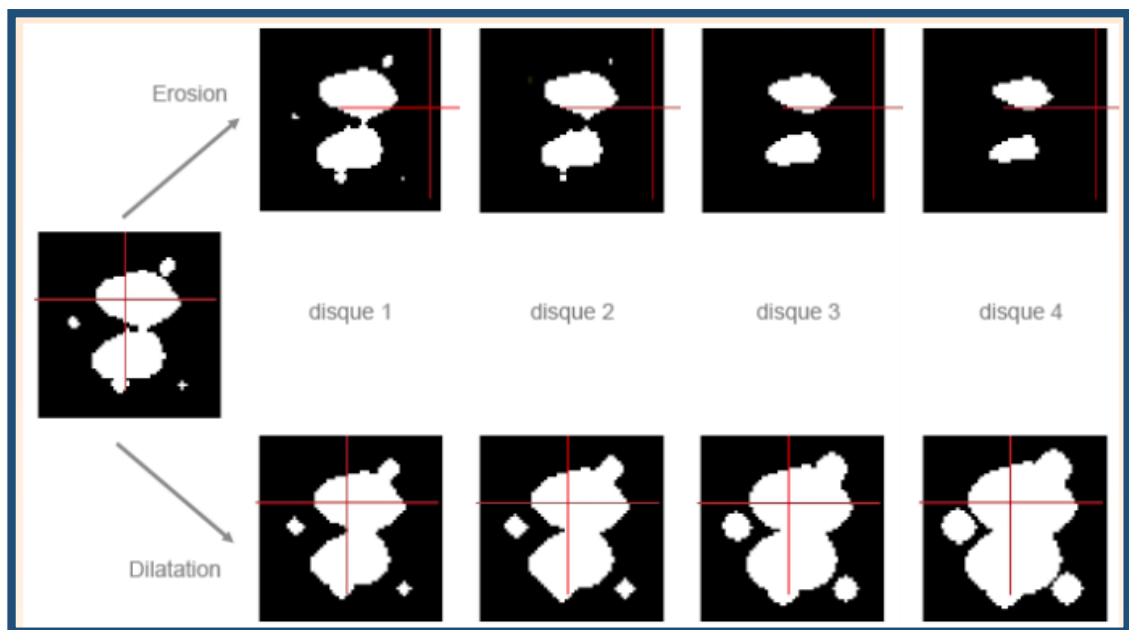 Erosion
disque 1
disque 2
disque 3
disque 4
Dilatation